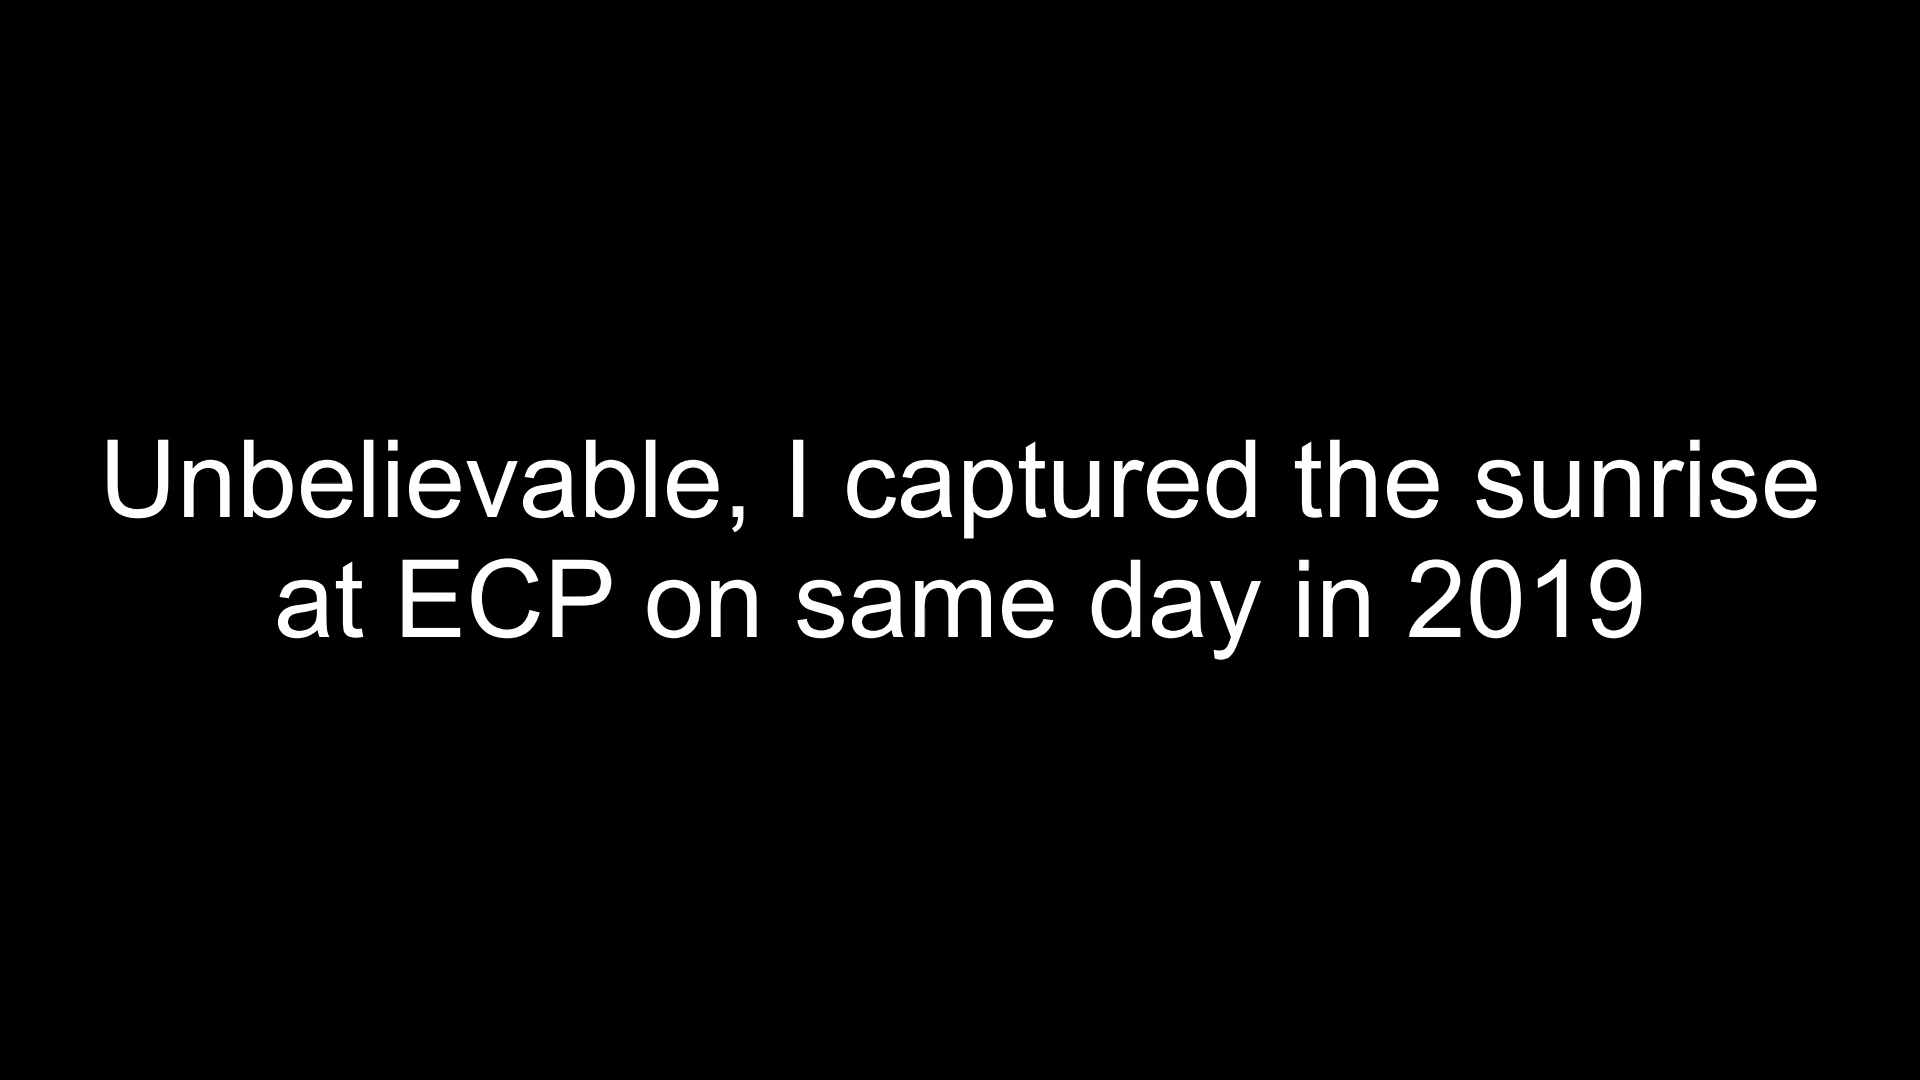 Unbelievable, I captured the sunrise
at ECP on same day in 2019